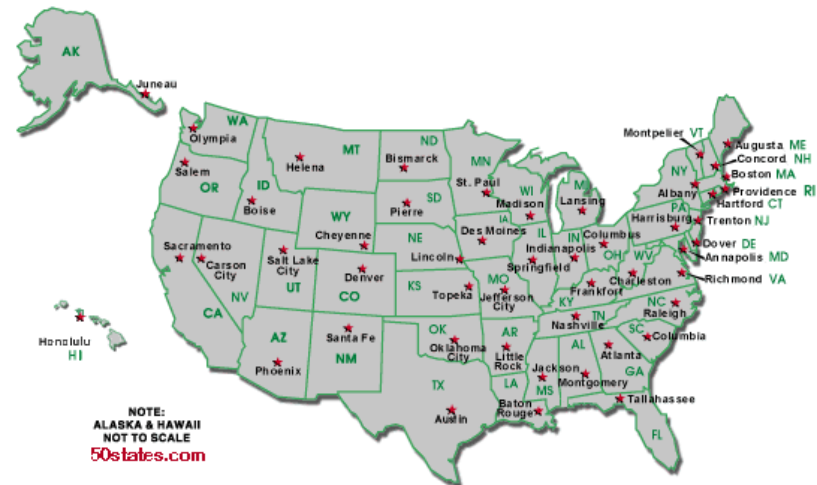 AK
Juneau
WA
Olympia
Salem
OR
ID
Boise
MT
Helena
ND
Bismarck
SD
Pierre
WY
Cheyenne
NE
Lincoln
MN
St. Paul
WI
Madison
MI
Lansing
IA
Des Moines
IL
Springfield
IN
Indianapolis
Columbus
OH
Sacramento
Carson
City
NV
CA
Salt Lake
City
UT
Denver
CO
KS
Topeka
MO
Jefferson
City
KY
Frankfort
WV
Charleston
Montpelier VT
Augusta ME
Concord NH
Boston MA
Providence RI
Hartford CT
NY
Albany
PA
Harrisburg
Trenton NJ
Dover DE
Annapolis MD
Richmond VA
NC
Raleigh
SC
Columbia
TN
Nashville
AZ
Phoenix
Santa Fe
NM
OK
Oklahoma
City
AR
Little
Rock
TX
Austin
LA
Baton
Rouge
Jackson
MS
AL
Montgomery
Atlanta
GA
Tallahassee
FL
Honolulu
HI
NOTE:
ALASKA & HAWAII
NOT TO SCALE
50states.com